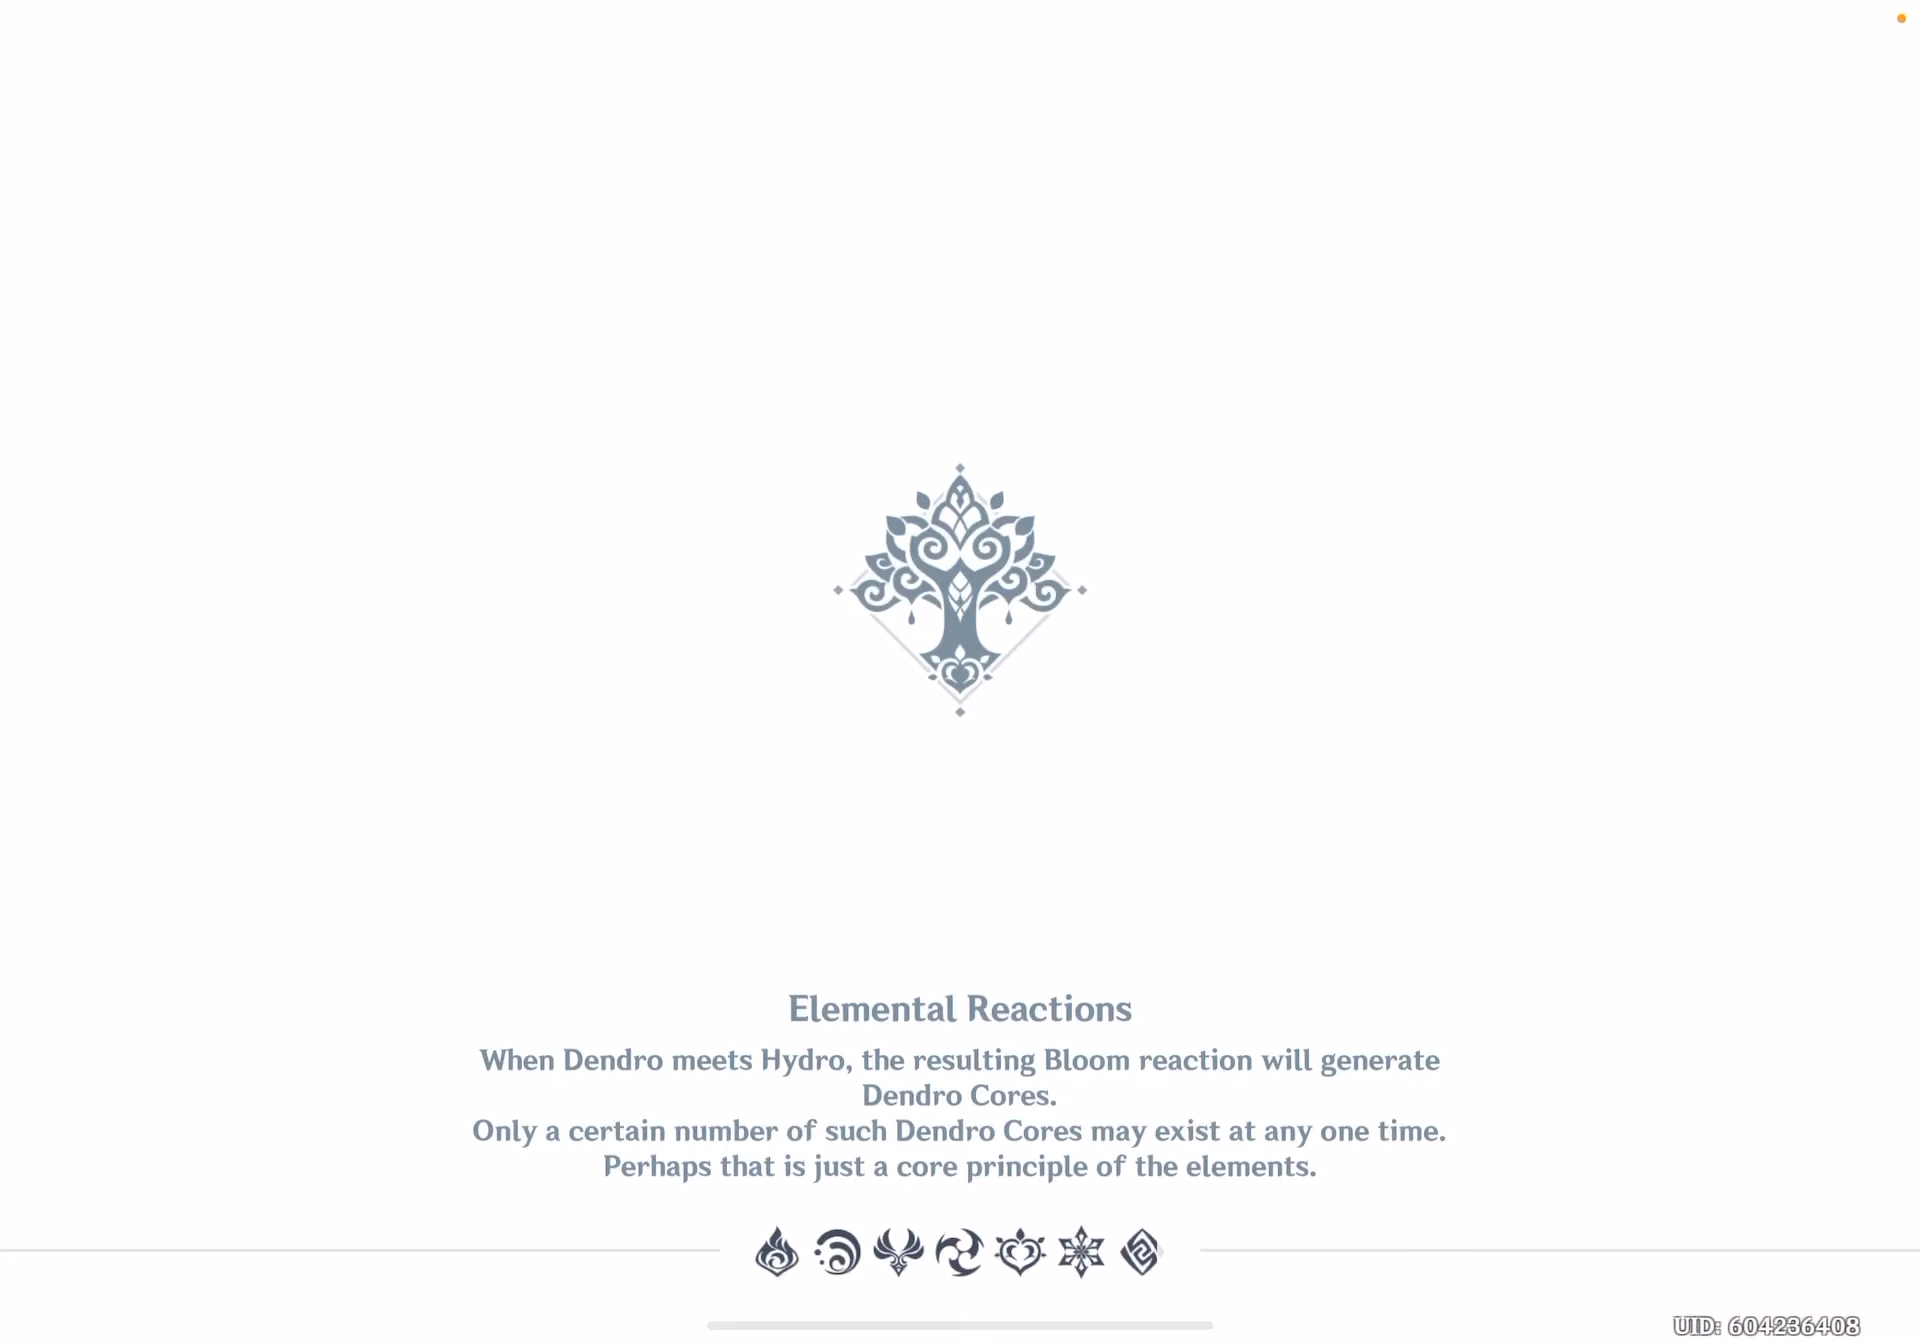 Elemental Reactions
When Dendro meets Hydro, the resulting Bloom reaction will generate
Dendro Cores.
Only a certain number of such Dendro Cores may exist at any one time.
Perhaps that is just a core principle of the elements.
UID: 604236408